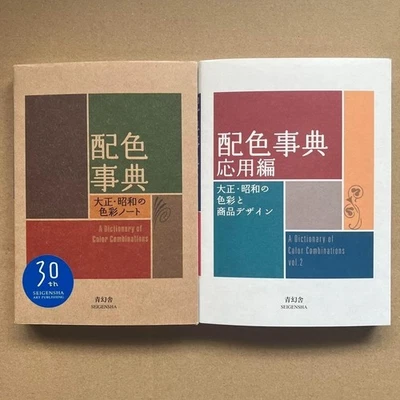 配色
事典
大正・昭和の
色彩ノート
A Dictionary of
Color Combinations
30
th
SEIGENSHA
ART PUBLISHING
青幻舎
SEIGENSHA
配色事典
応用編
大正・昭和の
色彩と
商品デザイン
A Dictionary of
Color Combinations
vol.2
青幻舎
SEIGENSHA